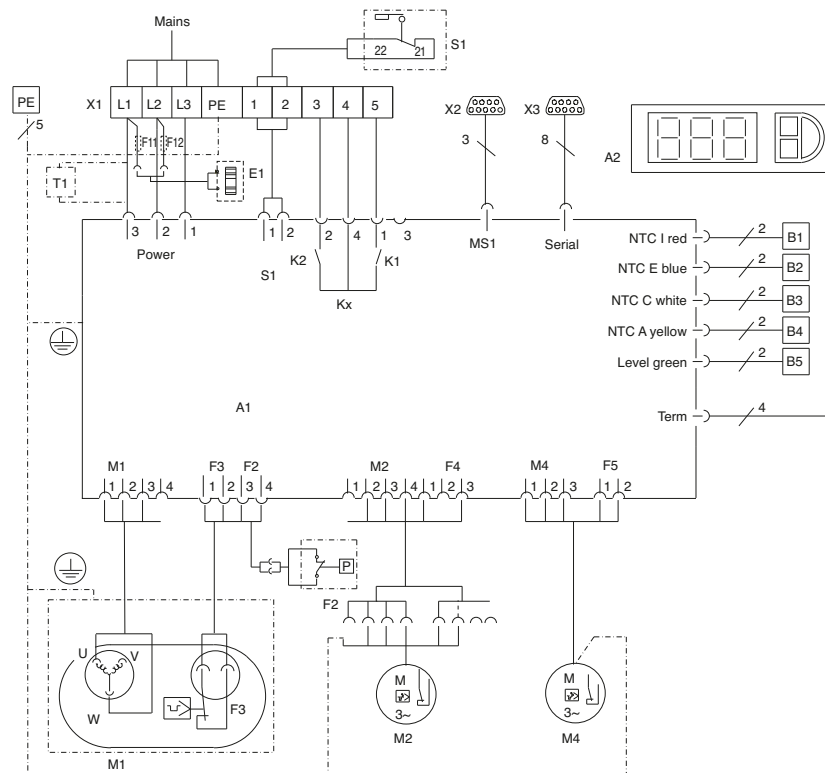 Mains
22 21 S1
PE
X1 L1 L2 L3 PE 1 2 3 4 5
X2 X3
A2
5
F11 F12
3 8
T1
E1
3 2 1
1 2
2 4 1 3
Power
S1
K2 K1
Kx
MS1 Serial
NTC I red 2 B1
NTC E blue 2 B2
NTC C white 2 B3
NTC A yellow 2 B4
Level green 2 B5
Term 4
A1
M1 F3 F2 M2 F4 M4 F5
1 2 3 4 1 2 3 4 1 2 3 4 1 2 3 1 2 3 1 2
P
F2
U V
W
F3
M
3~
M
3~
M1
M2
M4